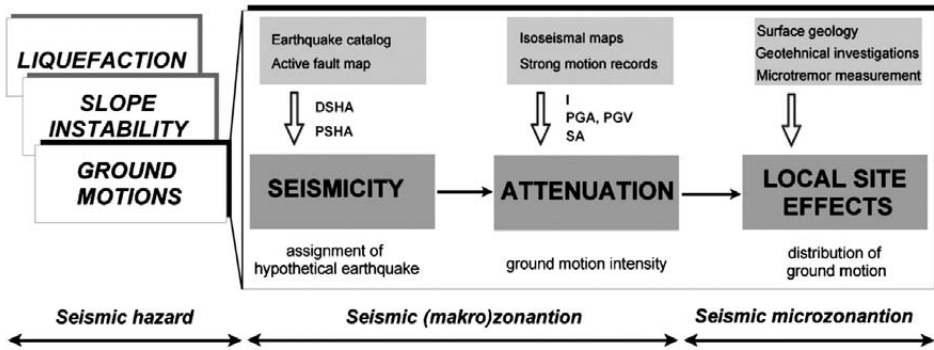 LIQUEFACTION
SLOPE
INSTABILITY
GROUND
MOTIONS
Earthquake catalog
Active fault map
DSHA
PSHA
SEISMICITY
assignment of
hypothetical earthquake
Isoseismal maps
Strong motion records
I
PGA, PGV
SA
ATTENUATION
ground motion intensity
Surface geology
Geotehnical investigations
Microtremor measurement
LOCAL SITE
EFFECTS
distribution of
ground motion
Seismic hazard
Seismic (makro)zonantion
Seismic microzonantion